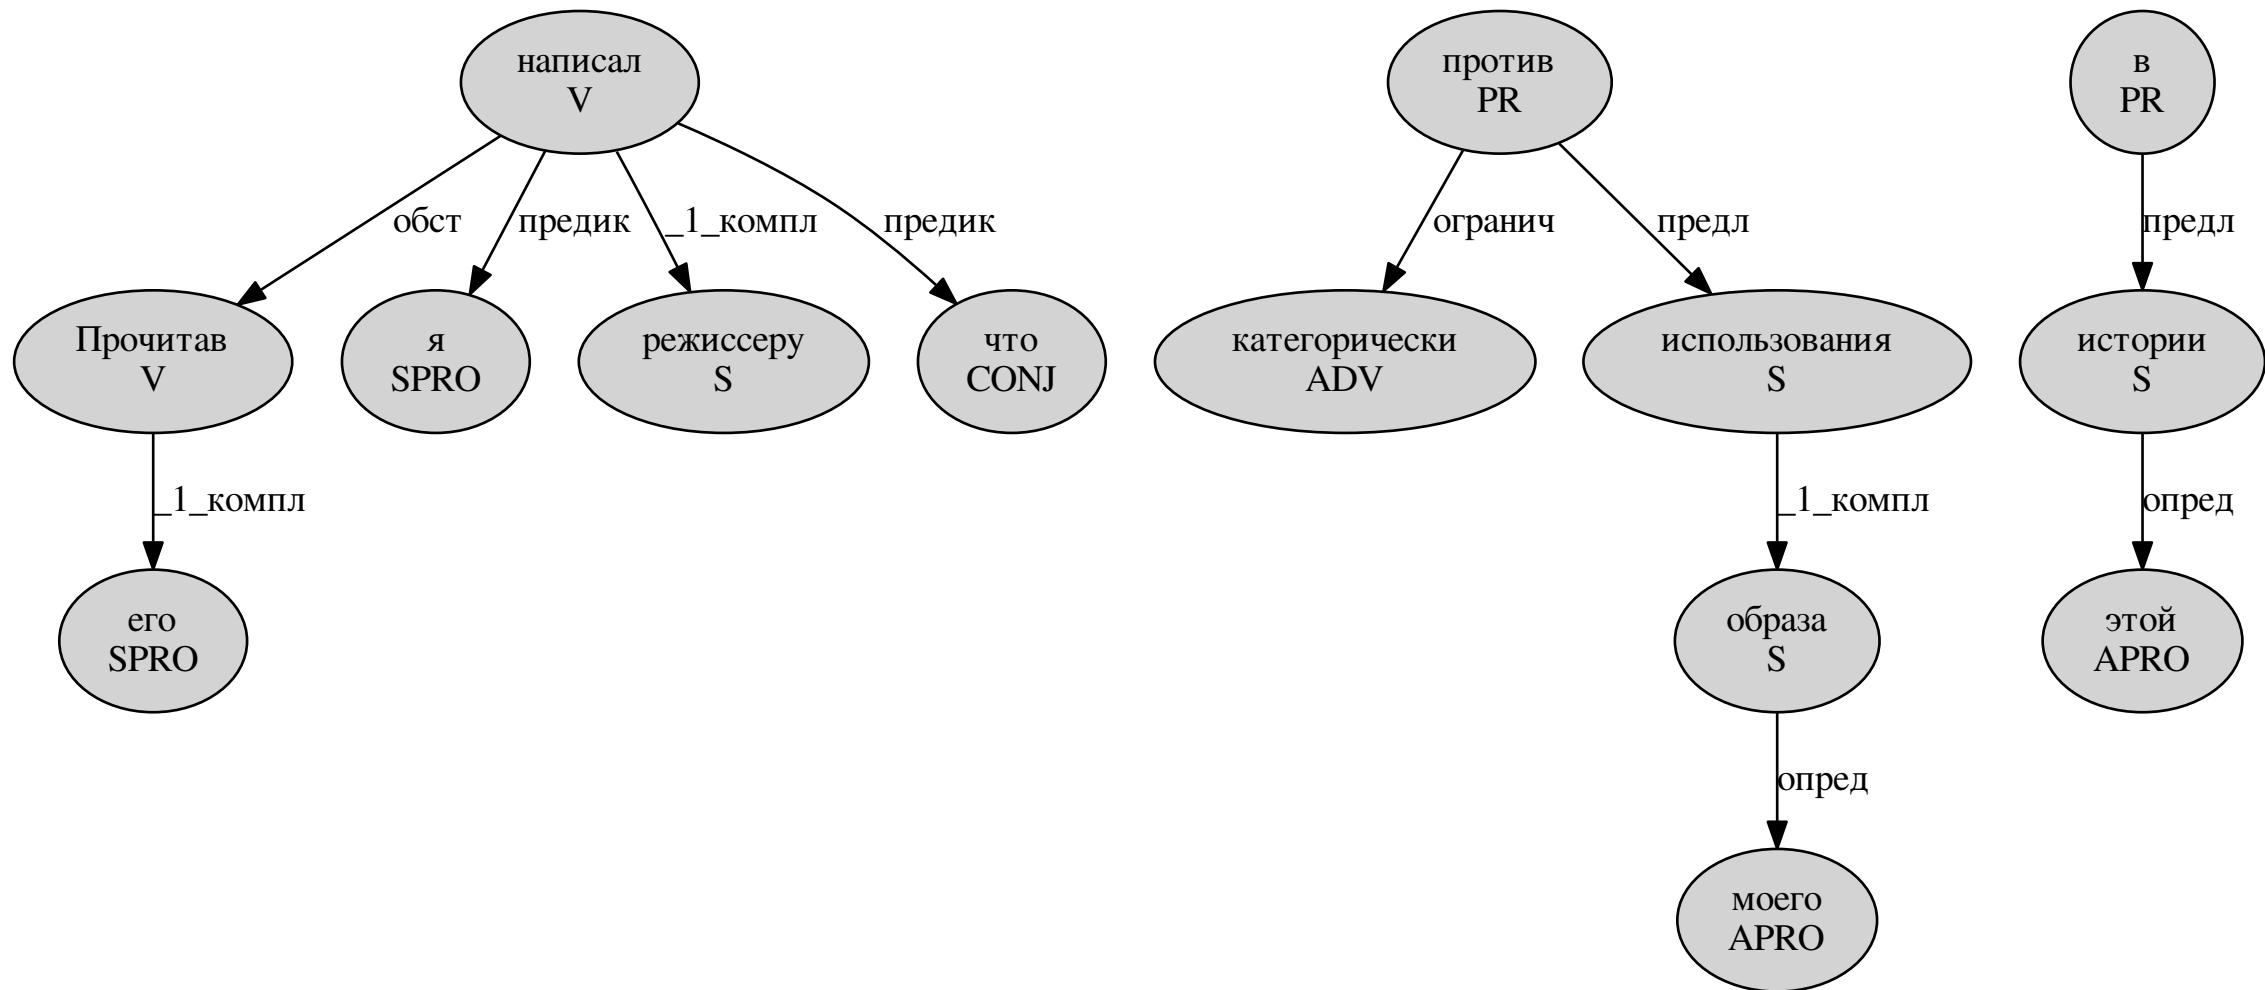 написал
V
против
PR
в
PR
обст
предик
_1_компл
предик
огранич
предл
предл
Прочитав
V
я
SPRO
режиссеру
S
что
CONJ
категорически
ADV
использования
S
истории
S
_1_компл
_1_компл
опред
его
SPRO
образа
S
этой
APRO
опред
моего
APRO